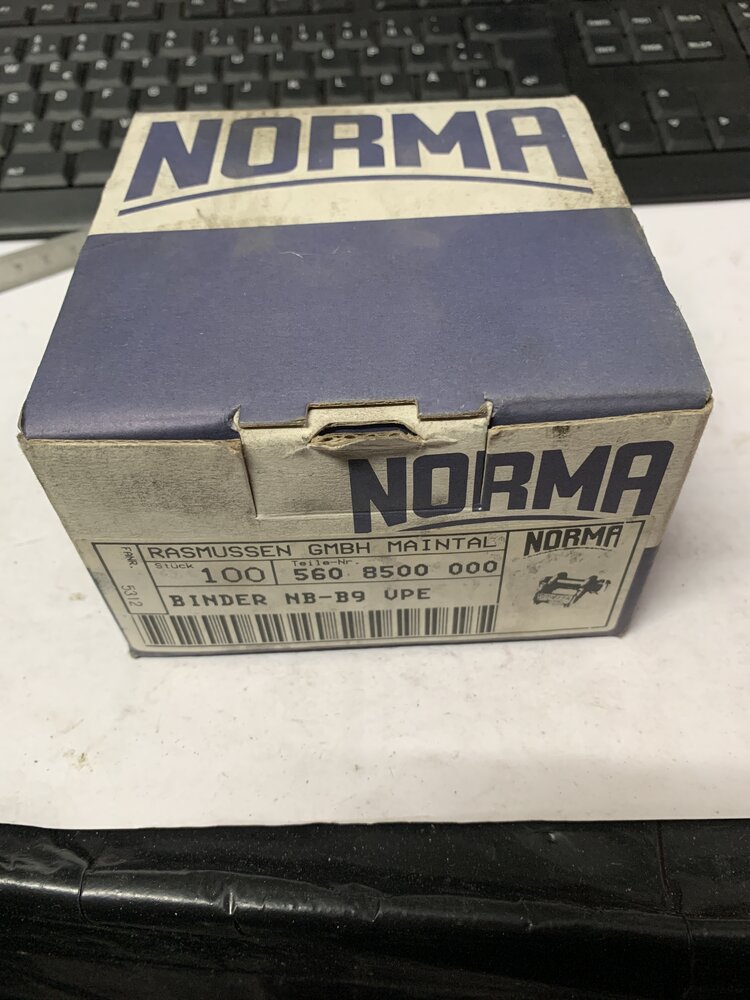 NORMA
NORMA
RASMUSSEN GMBH MAINTAL
NORMA
Stück 100 Teile-Nr. 560 8500 000
BINDER NB-B9 VPE
5312